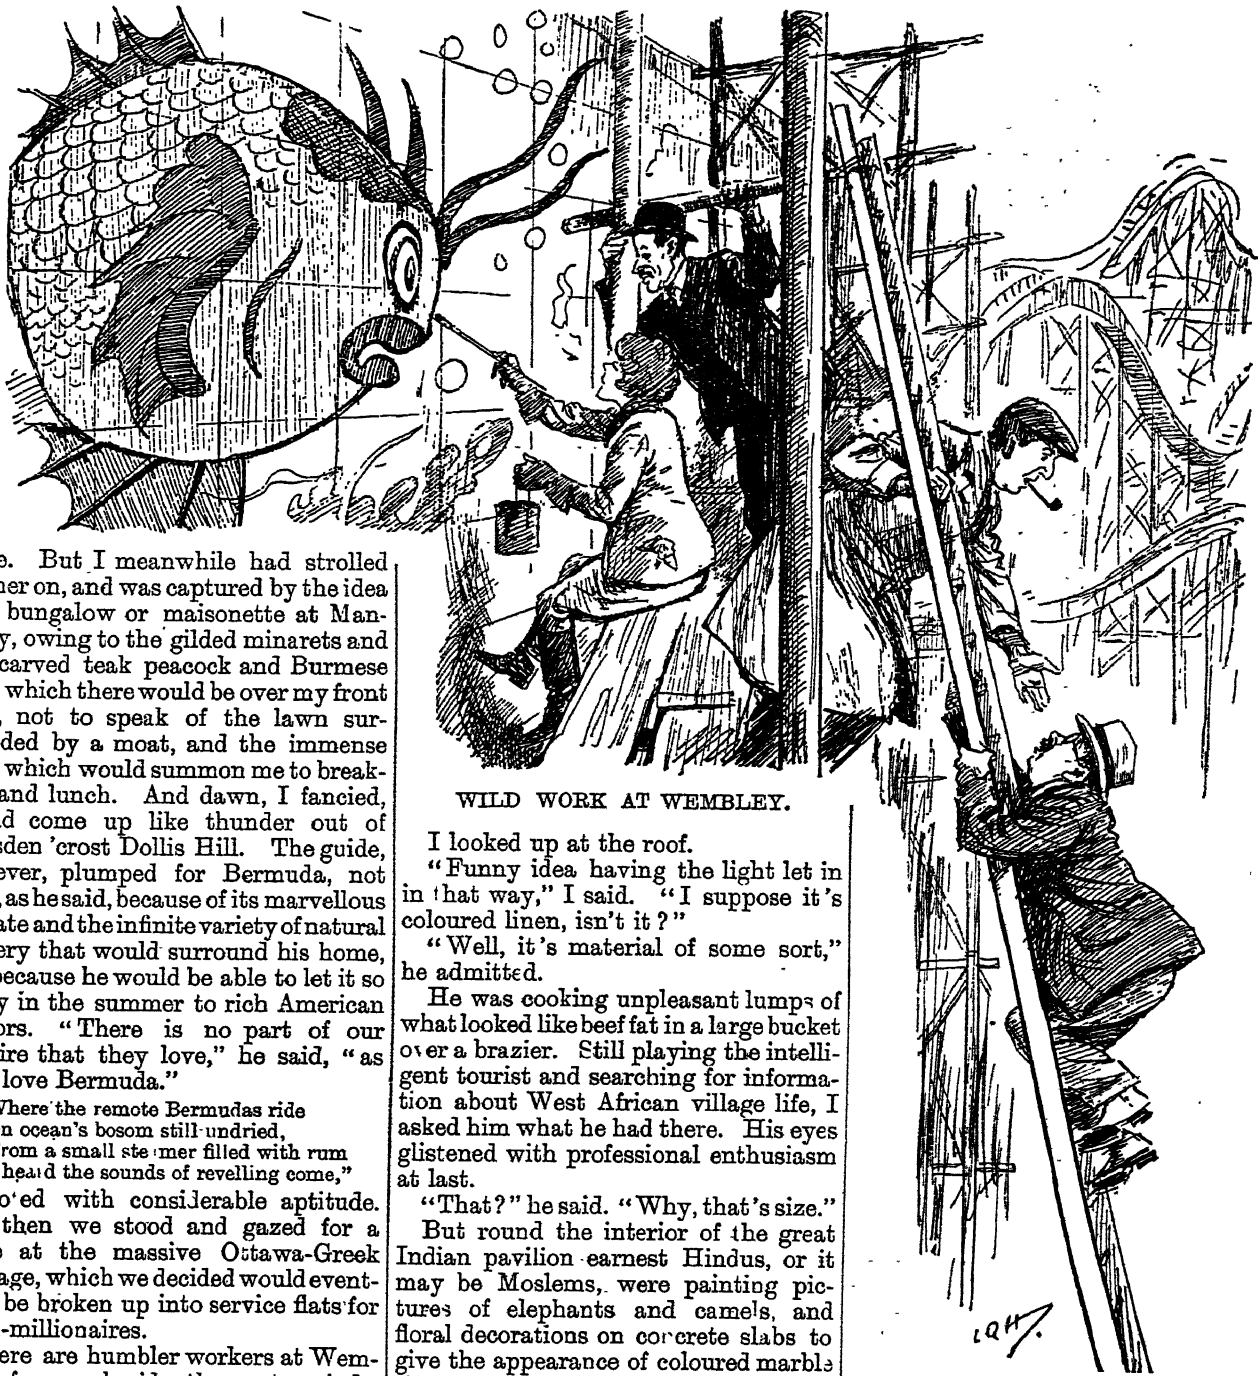 e. But I meanwhile had strolled
her on, and was captured by the idea
bungalow or maisonette at Man-
y, owing to the gilded minarets and
carved teak peacock and Burmese
which there would be over my front
, not to speak of the lawn sur-
ded by a moat, and the immense
which would summon me to break-
and lunch. And dawn, I fancied,
ld come up like thunder out of
sden 'crost Dollis Hill. The guide,
ever, plumped for Bermuda, not
, as he said, because of its marvellous
ate and the infinite variety of natural
ery that would surround his home,
because he would be able to let it so
y in the summer to rich American
ors. "There is no part of our
ire that they love," he said, "as
love Bermuda."
Where the remote Bermudas ride
n ocean's bosom still undried,
rom a small steamer filled with rum
heard the sounds of revelling come,"
oted with considerable aptitude.
then we stood and gazed for a
e at the massive Ottawa-Greek
age, which we decided would event-
be broken up into service flats for
-millionaires.
ere are humbler workers at Wem-
WILD WORK AT WEMBLEY.
I looked up at the roof.
"Funny idea having the light let in
in that way," I said. "I suppose it's
coloured linen, isn't it?"
"Well, it's material of some sort,"
he admitted.
He was cooking unpleasant lumps of
what looked like beef fat in a large bucket
over a brazier. Still playing the intelli-
gent tourist and searching for informa-
tion about West African village life, I
asked him what he had there. His eyes
glistened with professional enthusiasm
at last.
"That?" he said. "Why, that's size."
But round the interior of the great
Indian pavilion earnest Hindus, or it
may be Moslems, were painting pic-
tures of elephants and camels, and
floral decorations on concrete slabs to
give the appearance of coloured marble